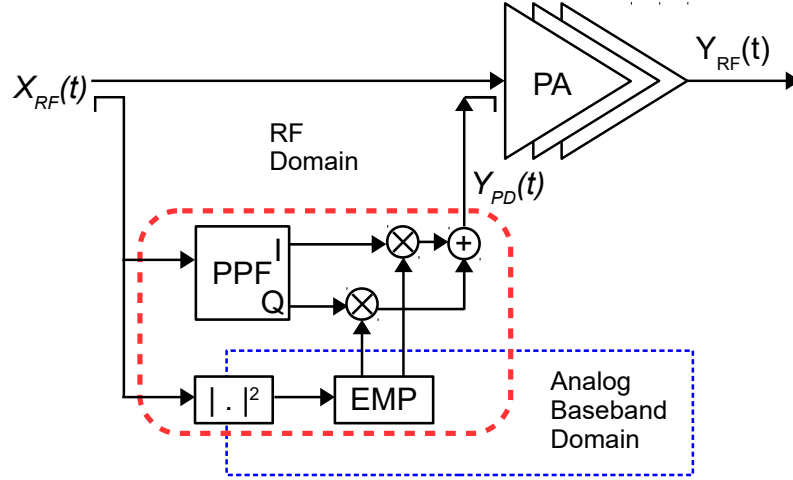 Y_RF(t)
X_RF(t)
PA
RF
Domain
Y_PD(t)
I
PPF
Q
| . |²
EMP
Analog
Baseband
Domain